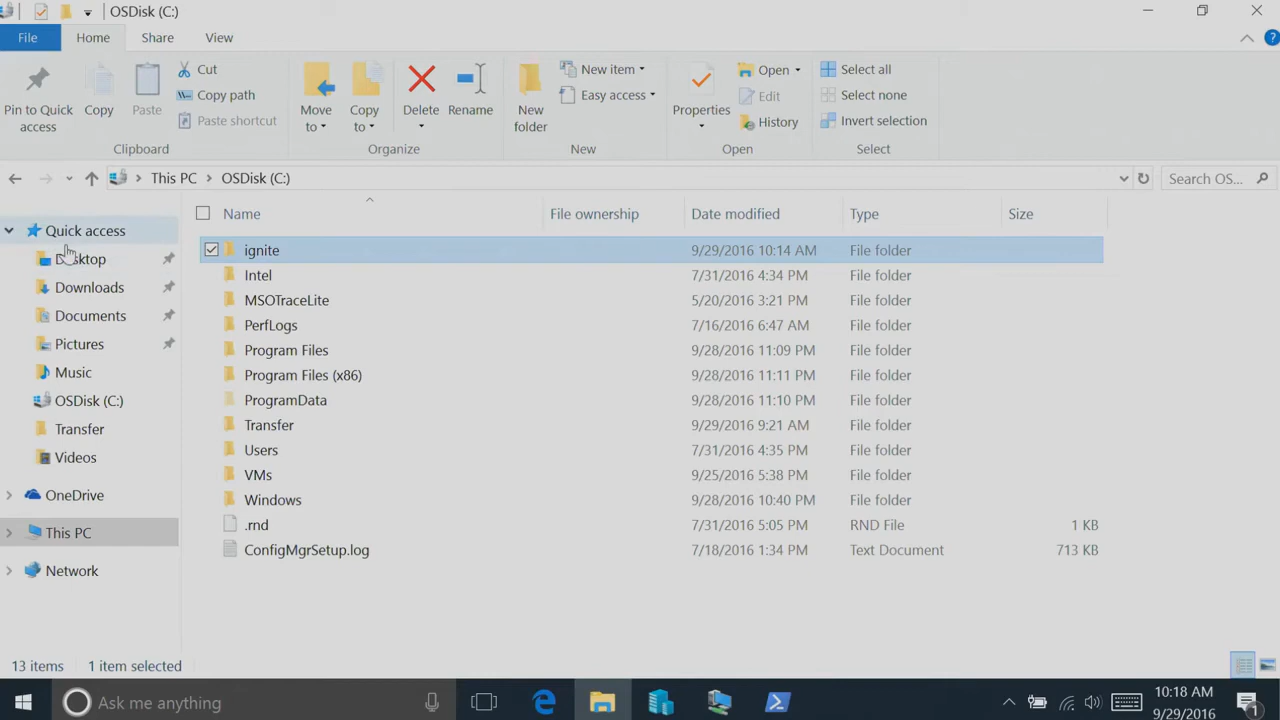 OSDisk (C:)
File Home Share View
Pin to Quick access
Copy
Paste
Cut
Copy path
Paste shortcut
Clipboard
Move to
Copy to
Delete
Rename
Organize
New folder
New item
Easy access
New
Properties
Open
Edit
History
Open
Select all
Select none
Invert selection
Select
This PC OSDisk (C:) Search OS...
Name File ownership Date modified Type Size
Quick access
Desktop
Downloads
Documents
Pictures
Music
OSDisk (C:)
Transfer
Videos
OneDrive
This PC
Network
ignite 9/29/2016 10:14 AM File folder
Intel 7/31/2016 4:34 PM File folder
MSOTraceLite 5/20/2016 3:21 PM File folder
PerfLogs 7/16/2016 6:47 AM File folder
Program Files 9/28/2016 11:09 PM File folder
Program Files (x86) 9/28/2016 11:11 PM File folder
ProgramData 9/28/2016 11:10 PM File folder
Transfer 9/29/2016 9:21 AM File folder
Users 7/31/2016 4:35 PM File folder
VMs 9/25/2016 5:38 PM File folder
Windows 9/28/2016 10:40 PM File folder
.rnd 7/31/2016 5:05 PM RND File 1 KB
ConfigMgrSetup.log 7/18/2016 1:34 PM Text Document 713 KB
13 items 1 item selected
Ask me anything
10:18 AM
9/29/2016
1